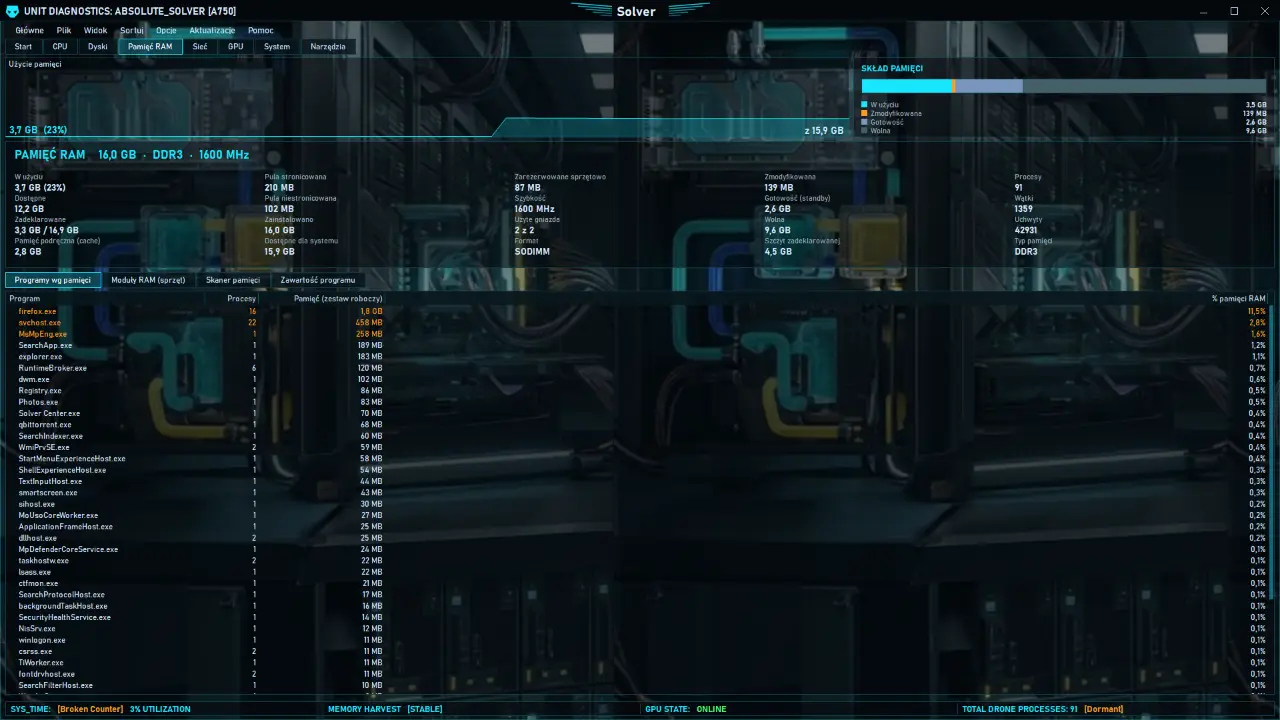 UNIT DIAGNOSTICS: ABSOLUTE_SOLVER [A750]
Solver
Główne Plik Widok Sortuj Opcje Aktualizacje Pomoc
Start CPU Dyski Pamięć RAM Sieć GPU System Narzędzia
Użycie pamięci
3,7 GB (23%)
z 15,9 GB
SKŁAD PAMIĘCI
W użyciu 3,5 GB
Zmodyfikowana 139 MB
Gotowość 2,6 GB
Wolna 9,6 GB
PAMIĘĆ RAM 16,0 GB · DDR3 · 1600 MHz
W użyciu Pula stronicowana Zarezerwowane sprzętowo Zmodyfikowana Procesy
3,7 GB (23%) 210 MB 87 MB 139 MB 91
Dostępne Pula niestronicowana Szybkość Gotowość (standby) Wątki
12,2 GB 102 MB 1600 MHz 2,6 GB 1359
Zadeklarowane Zainstalowano Użyte gniazda Wolna Uchwyty
3,3 GB / 16,9 GB 16,0 GB 2 z 2 9,6 GB 42931
Pamięć podręczna (cache) Dostępne dla systemu Format Szczyt zadeklarowanej Typ pamięci
2,8 GB 15,9 GB SODIMM 4,5 GB DDR3
Programy wg pamięci Moduły RAM (sprzęt) Skaner pamięci Zawartość programu
Program Procesy Pamięć (zestaw roboczy) % pamięci RAM
firefox.exe 16 1,8 GB 11,5%
svchost.exe 22 458 MB 2,8%
MsMpEng.exe 1 258 MB 1,6%
SearchApp.exe 1 189 MB 1,2%
explorer.exe 1 183 MB 1,1%
RuntimeBroker.exe 6 120 MB 0,7%
dwm.exe 1 102 MB 0,6%
Registry.exe 1 86 MB 0,5%
Photos.exe 1 83 MB 0,5%
Solver Center.exe 1 70 MB 0,4%
qbittorrent.exe 1 68 MB 0,4%
SearchIndexer.exe 1 60 MB 0,4%
WmiPrvSE.exe 2 59 MB 0,4%
StartMenuExperienceHost.exe 1 58 MB 0,4%
ShellExperienceHost.exe 1 54 MB 0,3%
TextInputHost.exe 1 44 MB 0,3%
smartscreen.exe 1 43 MB 0,3%
sihost.exe 1 30 MB 0,2%
MoUsoCoreWorker.exe 1 27 MB 0,2%
ApplicationFrameHost.exe 1 25 MB 0,2%
dllhost.exe 2 25 MB 0,2%
MpDefenderCoreService.exe 1 24 MB 0,1%
taskhostw.exe 2 22 MB 0,1%
lsass.exe 1 22 MB 0,1%
ctfmon.exe 1 21 MB 0,1%
SearchProtocolHost.exe 1 17 MB 0,1%
backgroundTaskHost.exe 1 16 MB 0,1%
SecurityHealthService.exe 1 14 MB 0,1%
NisSrv.exe 1 12 MB 0,1%
winlogon.exe 1 11 MB 0,1%
csrss.exe 2 11 MB 0,1%
TiWorker.exe 1 11 MB 0,1%
fontdrvhost.exe 2 11 MB 0,1%
SearchFilterHost.exe 1 10 MB 0,1%
SYS_TIME: [Broken Counter] 3% UTILIZATION MEMORY HARVEST [STABLE] GPU STATE: ONLINE TOTAL DRONE PROCESSES: 91 [Dormant]